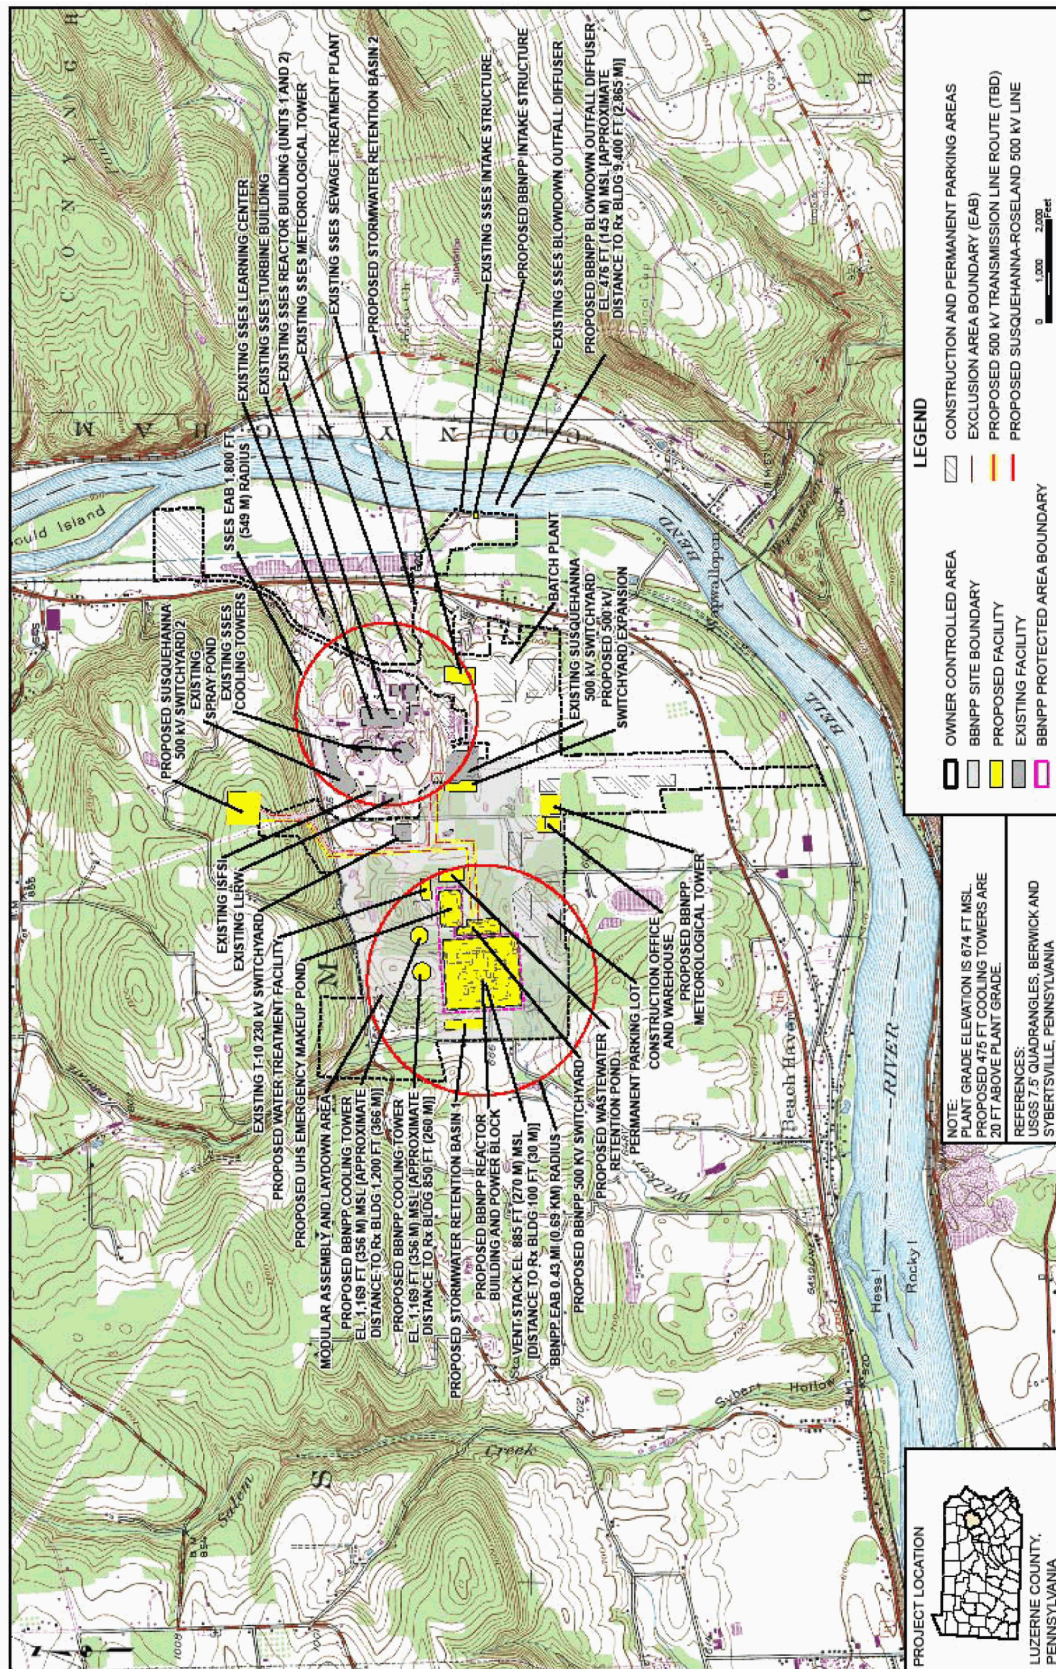 C O N Y N G H
EXISTING SSES LEARNING CENTER
EXISTING SSES TURBINE BUILDING
EXISTING SSES REACTOR BUILDING (UNITS 1 AND 2)
EXISTING SSES METEOROLOGICAL TOWER
EXISTING SSES SEWAGE TREATMENT PLANT
PROPOSED STORMWATER RETENTION BASIN 2
EXISTING SSES INTAKE STRUCTURE
PROPOSED BBNPP INTAKE STRUCTURE
EXISTING SSES BLOWDOWN OUTFALL DIFFUSER
PROPOSED BBNPP BLOWDOWN OUTFALL DIFFUSER
EL. 476 FT (145 M) MSL [APPROXIMATE
DISTANCE TO Rx BLDG 9,400 FT (2,865 M)]
SSES EAB 1,800 FT
(549 M) RADIUS
PROPOSED SUSQUEHANNA
500 kV SWITCHYARD 2
EXISTING
SPRAY POND
EXISTING SSES
COOLING TOWERS
BATCH PLANT
EXISTING SUSQUEHANNA
500 kV SWITCHYARD
PROPOSED 500 kV
SWITCHYARD EXPANSION
EXISTING ISFSI
EXISTING LLRW
EXISTING T-10 230 kV SWITCHYARD
PROPOSED WATER TREATMENT FACILITY
PROPOSED UHS EMERGENCY MAKEUP POND
MODULAR ASSEMBLY AND LAYDOWN AREA
PROPOSED BBNPP COOLING TOWER
EL 1,169 FT (356 M) MSL [APPROXIMATE
DISTANCE TO Rx BLDG 1,200 FT (366 M)]
PROPOSED BBNPP COOLING TOWER
EL 1,169 FT (356 M) MSL [APPROXIMATE
DISTANCE TO Rx BLDG 850 FT (260 M)]
PROPOSED STORMWATER RETENTION BASIN 1
PROPOSED BBNPP REACTOR
BUILDING AND POWER BLOCK
VENT STACK EL 885 FT (270 M) MSL
[DISTANCE TO Rx BLDG 100 FT (30 M)]
BBNPP EAB 0.43 MI (0.69 KM) RADIUS
PROPOSED BBNPP 500 KV SWITCHYARD
PROPOSED WASTEWATER
RETENTION POND
PERMANENT PARKING LOT
CONSTRUCTION OFFICE
AND WAREHOUSE
PROPOSED BBNPP
METEOROLOGICAL TOWER
ould Island
Wapwallopen
BELL BEND
RIVER
Beach Haven
Walker
Hess I
Rocky I
Sybert Hollow
Creek
Salem
S
M
LEGEND
OWNER CONTROLLED AREA
BBNPP SITE BOUNDARY
PROPOSED FACILITY
EXISTING FACILITY
BBNPP PROTECTED AREA BOUNDARY
CONSTRUCTION AND PERMANENT PARKING AREAS
EXCLUSION AREA BOUNDARY (EAB)
PROPOSED 500 kV TRANSMISSION LINE ROUTE (TBD)
PROPOSED SUSQUEHANNA-ROSELAND 500 kV LINE
0 1,000 2,000
Feet
NOTE:
PLANT GRADE ELEVATION IS 674 FT MSL.
PROPOSED 475 FT COOLING TOWERS ARE
20 FT ABOVE PLANT GRADE.
REFERENCES:
USGS 7.5' QUADRANGLES, BERWICK AND
SYBERTSVILLE, PENNSYLVANIA
PROJECT LOCATION
LUZERNE COUNTY,
PENNSYLVANIA